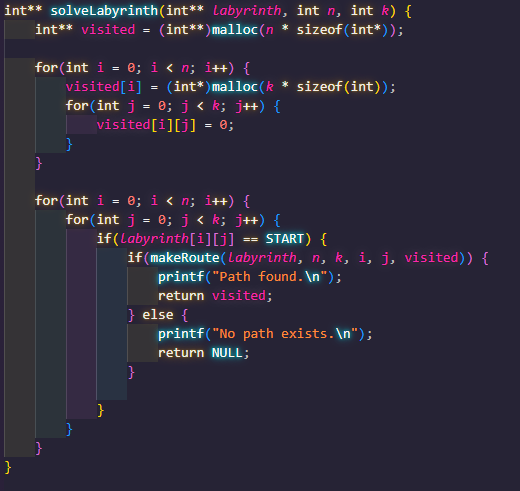 int** solveLabyrinth(int** labyrinth, int n, int k) {
    int** visited = (int**)malloc(n * sizeof(int*));

    for(int i = 0; i < n; i++) {
        visited[i] = (int*)malloc(k * sizeof(int));
        for(int j = 0; j < k; j++) {
            visited[i][j] = 0;
        }
    }

    for(int i = 0; i < n; i++) {
        for(int j = 0; j < k; j++) {
            if(labyrinth[i][j] == START) {
                if(makeRoute(labyrinth, n, k, i, j, visited)) {
                    printf("Path found.\n");
                    return visited;
                } else {
                    printf("No path exists.\n");
                    return NULL;
                }

            }
        }
    }
}